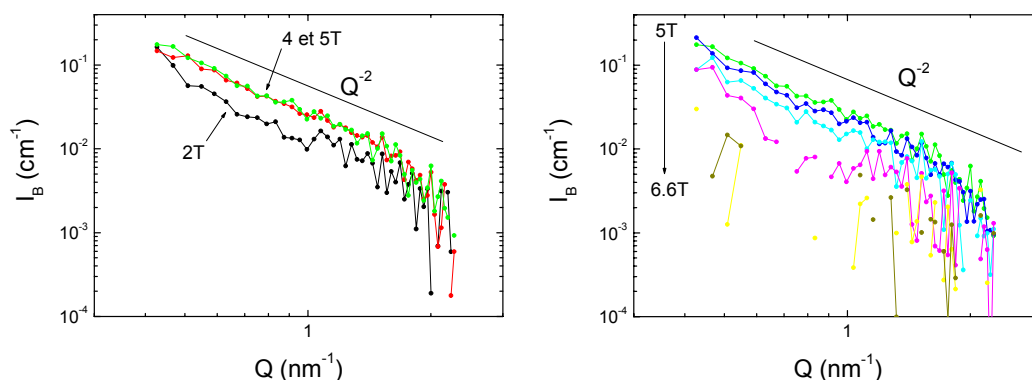 4 et 5T
Q⁻²
2T
10⁻¹
10⁻²
10⁻³
10⁻⁴
I_B (cm⁻¹)
1
Q (nm⁻¹)
5T
Q⁻²
6.6T
10⁻¹
10⁻²
10⁻³
10⁻⁴
I_B (cm⁻¹)
1
Q (nm⁻¹)